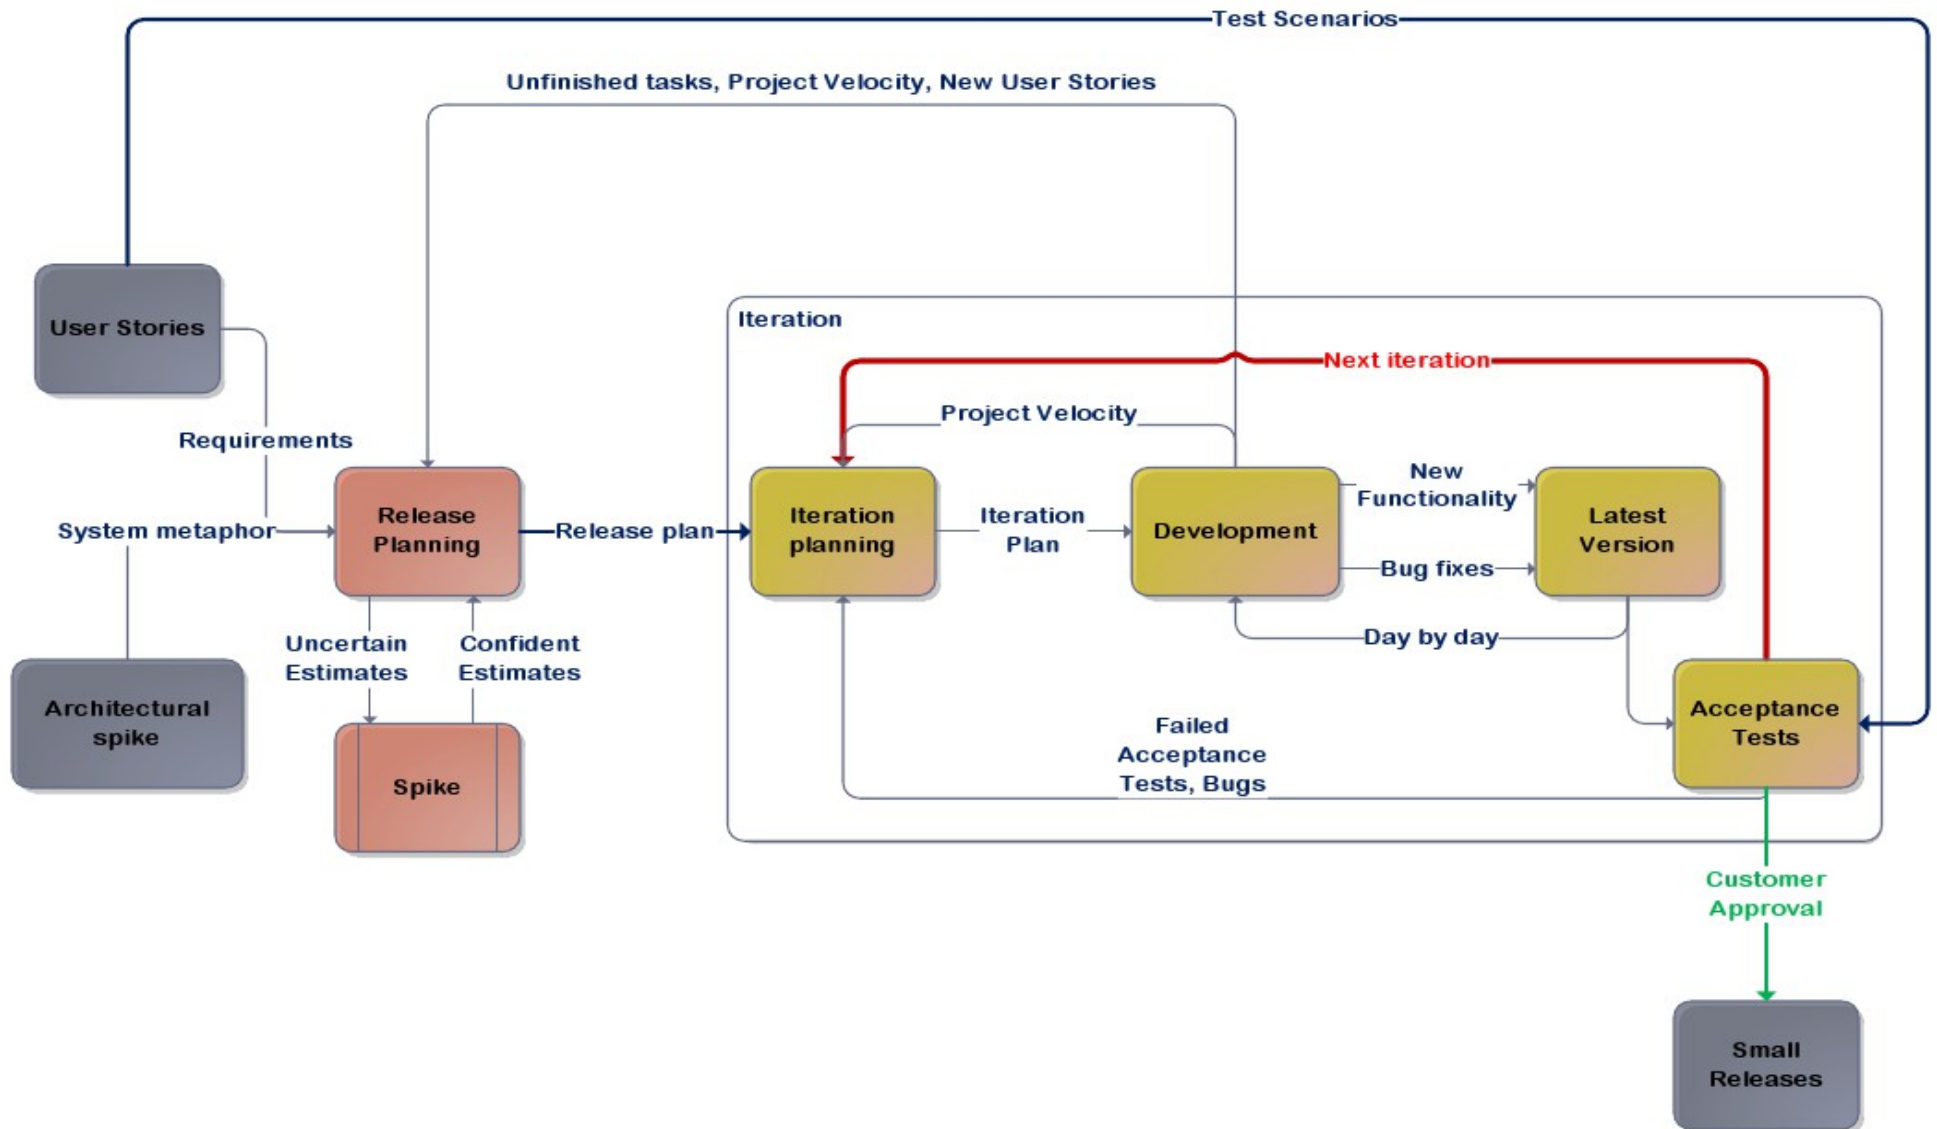 Test Scenarios
Unfinished tasks, Project Velocity, New User Stories
User Stories
Iteration
Next iteration
Project Velocity
Requirements
System metaphor
Release
Planning
Release plan
Iteration
planning
Iteration
Plan
Development
New
Functionality
Bug fixes
Latest
Version
Day by day
Uncertain
Estimates
Confident
Estimates
Architectural
spike
Spike
Failed
Acceptance
Tests, Bugs
Acceptance
Tests
Customer
Approval
Small
Releases